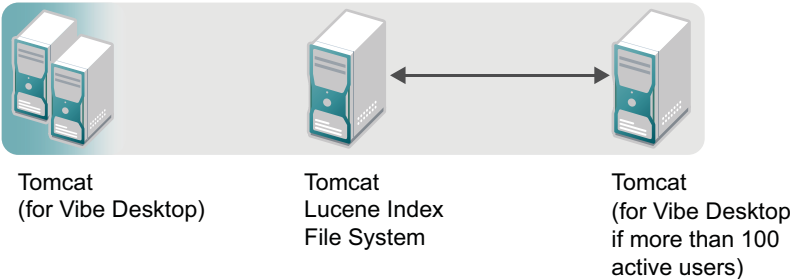 Tomcat
(for Vibe Desktop)
Tomcat
Lucene Index
File System
Tomcat
(for Vibe Desktop
if more than 100
active users)